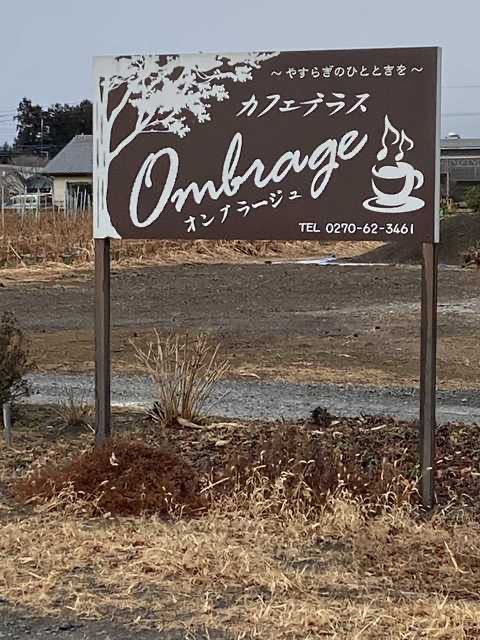 ～やすらぎのひとときを～
カフェテラス
Ombrage
オンブラージュ
TEL 0270-62-3461